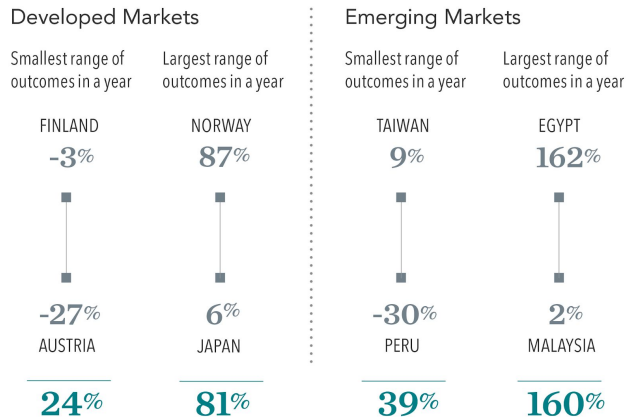 Developed Markets
Smallest range of
outcomes in a year
FINLAND
-3%
-27%
AUSTRIA
24%
Largest range of
outcomes in a year
NORWAY
87%
6%
JAPAN
81%
Emerging Markets
Smallest range of
outcomes in a year
TAIWAN
9%
-30%
PERU
39%
Largest range of
outcomes in a year
EGYPT
162%
2%
MALAYSIA
160%